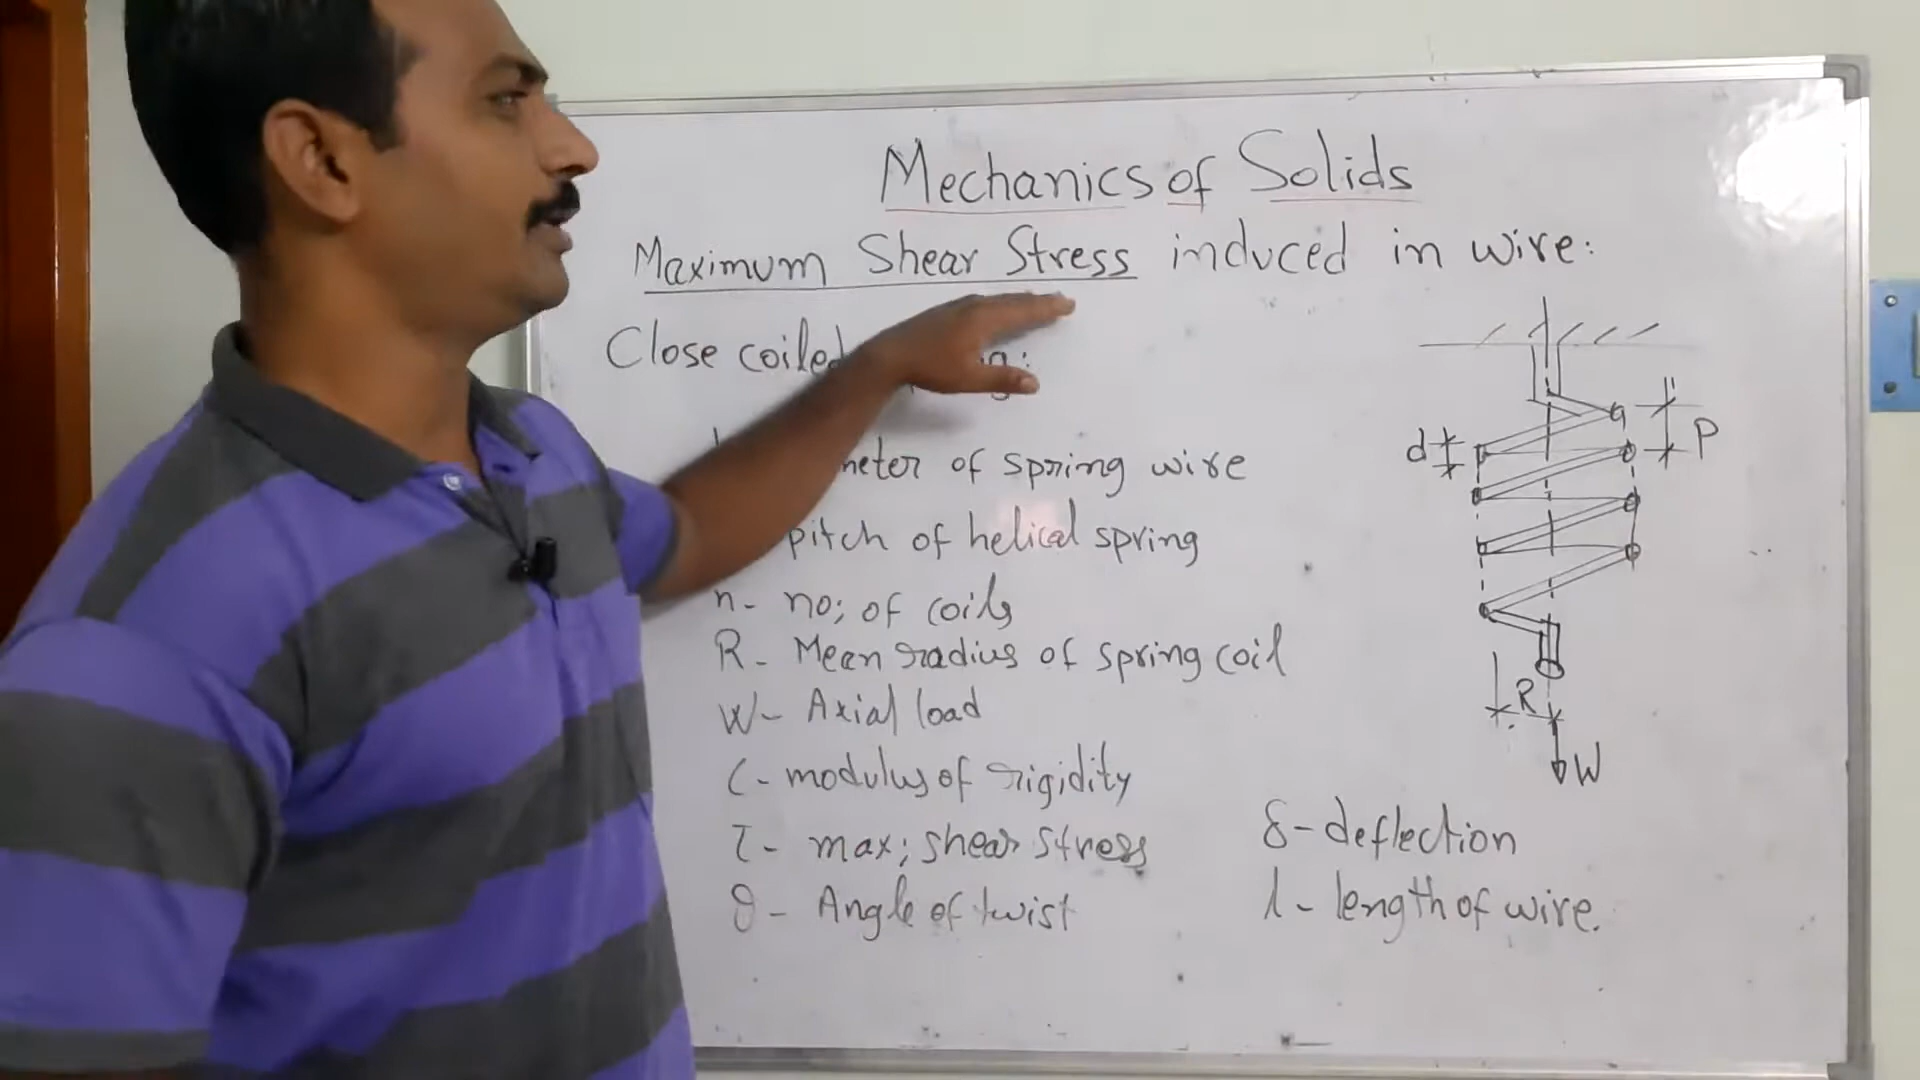 Mechanics of Solids
Maximum Shear Stress induced in wire:
Close coiled
of spring wire
pitch of helical spring
n- no; of coils
R- Mean radius of spring coil
W- Axial load
C- modulus of rigidity
τ- max; shear stress
θ- Angle of twist
d
P
R
W
δ- deflection
l- length of wire.